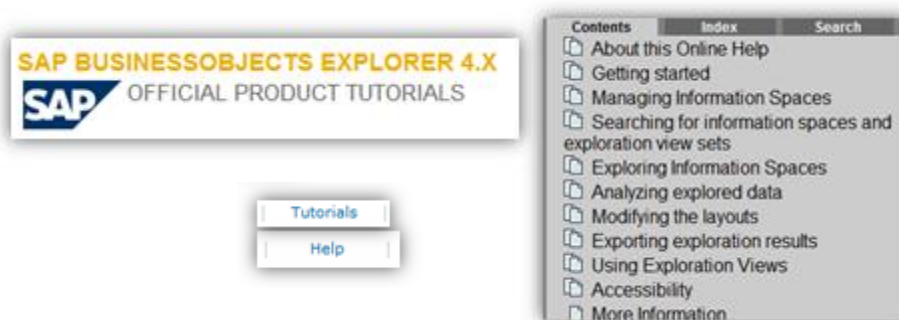 SAP BUSINESSOBJECTS EXPLORER 4.X
SAP OFFICIAL PRODUCT TUTORIALS
Tutorials
Help
Contents Index Search
About this Online Help
Getting started
Managing Information Spaces
Searching for information spaces and
exploration view sets
Exploring Information Spaces
Analyzing explored data
Modifying the layouts
Exporting exploration results
Using Exploration Views
Accessibility
More Information